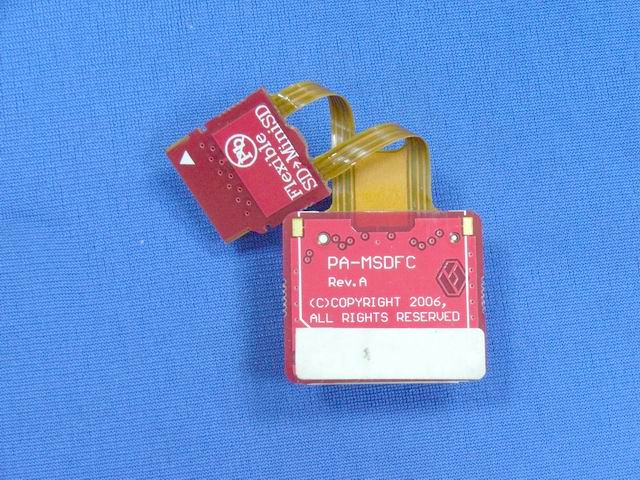 Flexible
SD→MiniSD
PA-MSDFC
Rev.A
(C)COPYRIGHT 2006,
ALL RIGHTS RESERVED